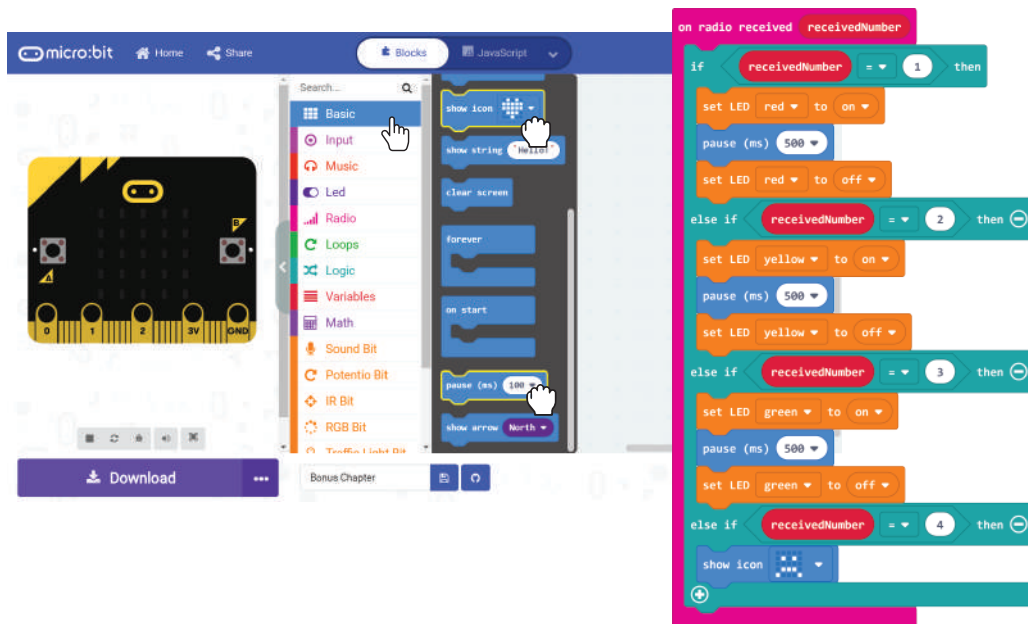 micro:bit Home Share Blocks JavaScript
Search...
Basic
Input
Music
Led
Radio
Loops
Logic
Variables
Math
Sound Bit
Potentio Bit
IR Bit
RGB Bit
Traffic Light Bit
show icon
show string "Hello!"
clear screen
forever
on start
pause (ms) 100
show arrow North
A
B
0 1 2 3V GND
Download ...
Bonus Chapter
on radio received receivedNumber
if receivedNumber = 1 then
set LED red to on
pause (ms) 500
set LED red to off
else if receivedNumber = 2 then
set LED yellow to on
pause (ms) 500
set LED yellow to off
else if receivedNumber = 3 then
set LED green to on
pause (ms) 500
set LED green to off
else if receivedNumber = 4 then
show icon